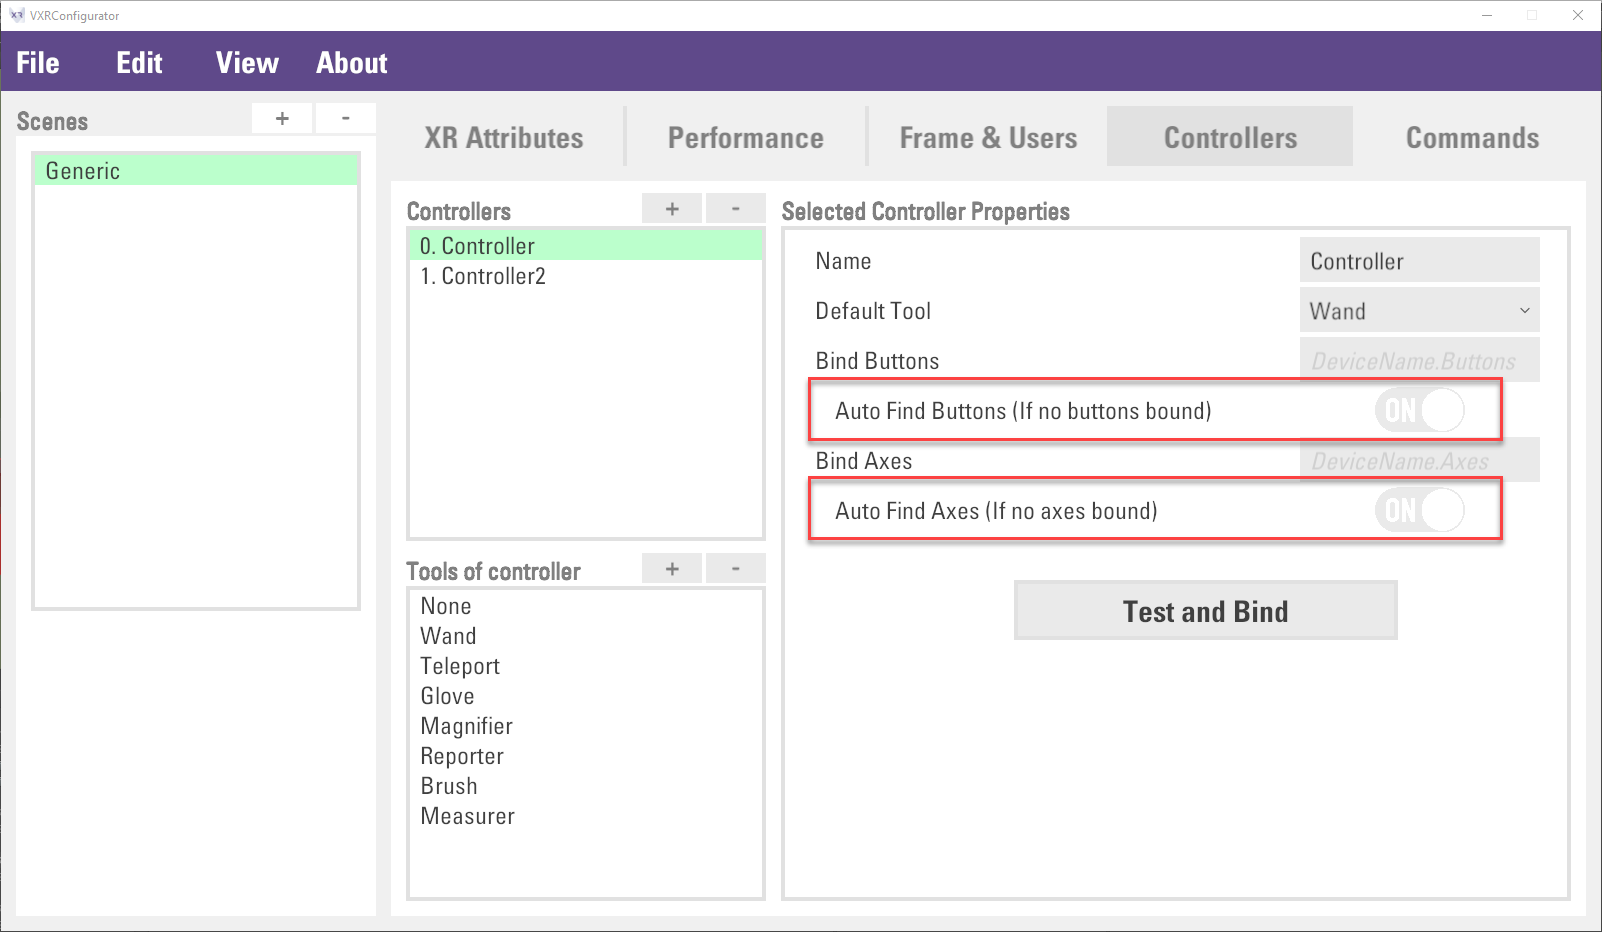 VXRConfigurator
File Edit View About
Scenes + -
Generic
XR Attributes Performance Frame & Users Controllers Commands
Controllers + -
0. Controller
1. Controller2
Tools of controller + -
None
Wand
Teleport
Glove
Magnifier
Reporter
Brush
Measurer
Selected Controller Properties
Name Controller
Default Tool Wand
Bind Buttons DeviceName.Buttons
Auto Find Buttons (If no buttons bound) ON
Bind Axes DeviceName.Axes
Auto Find Axes (If no axes bound) ON
Test and Bind